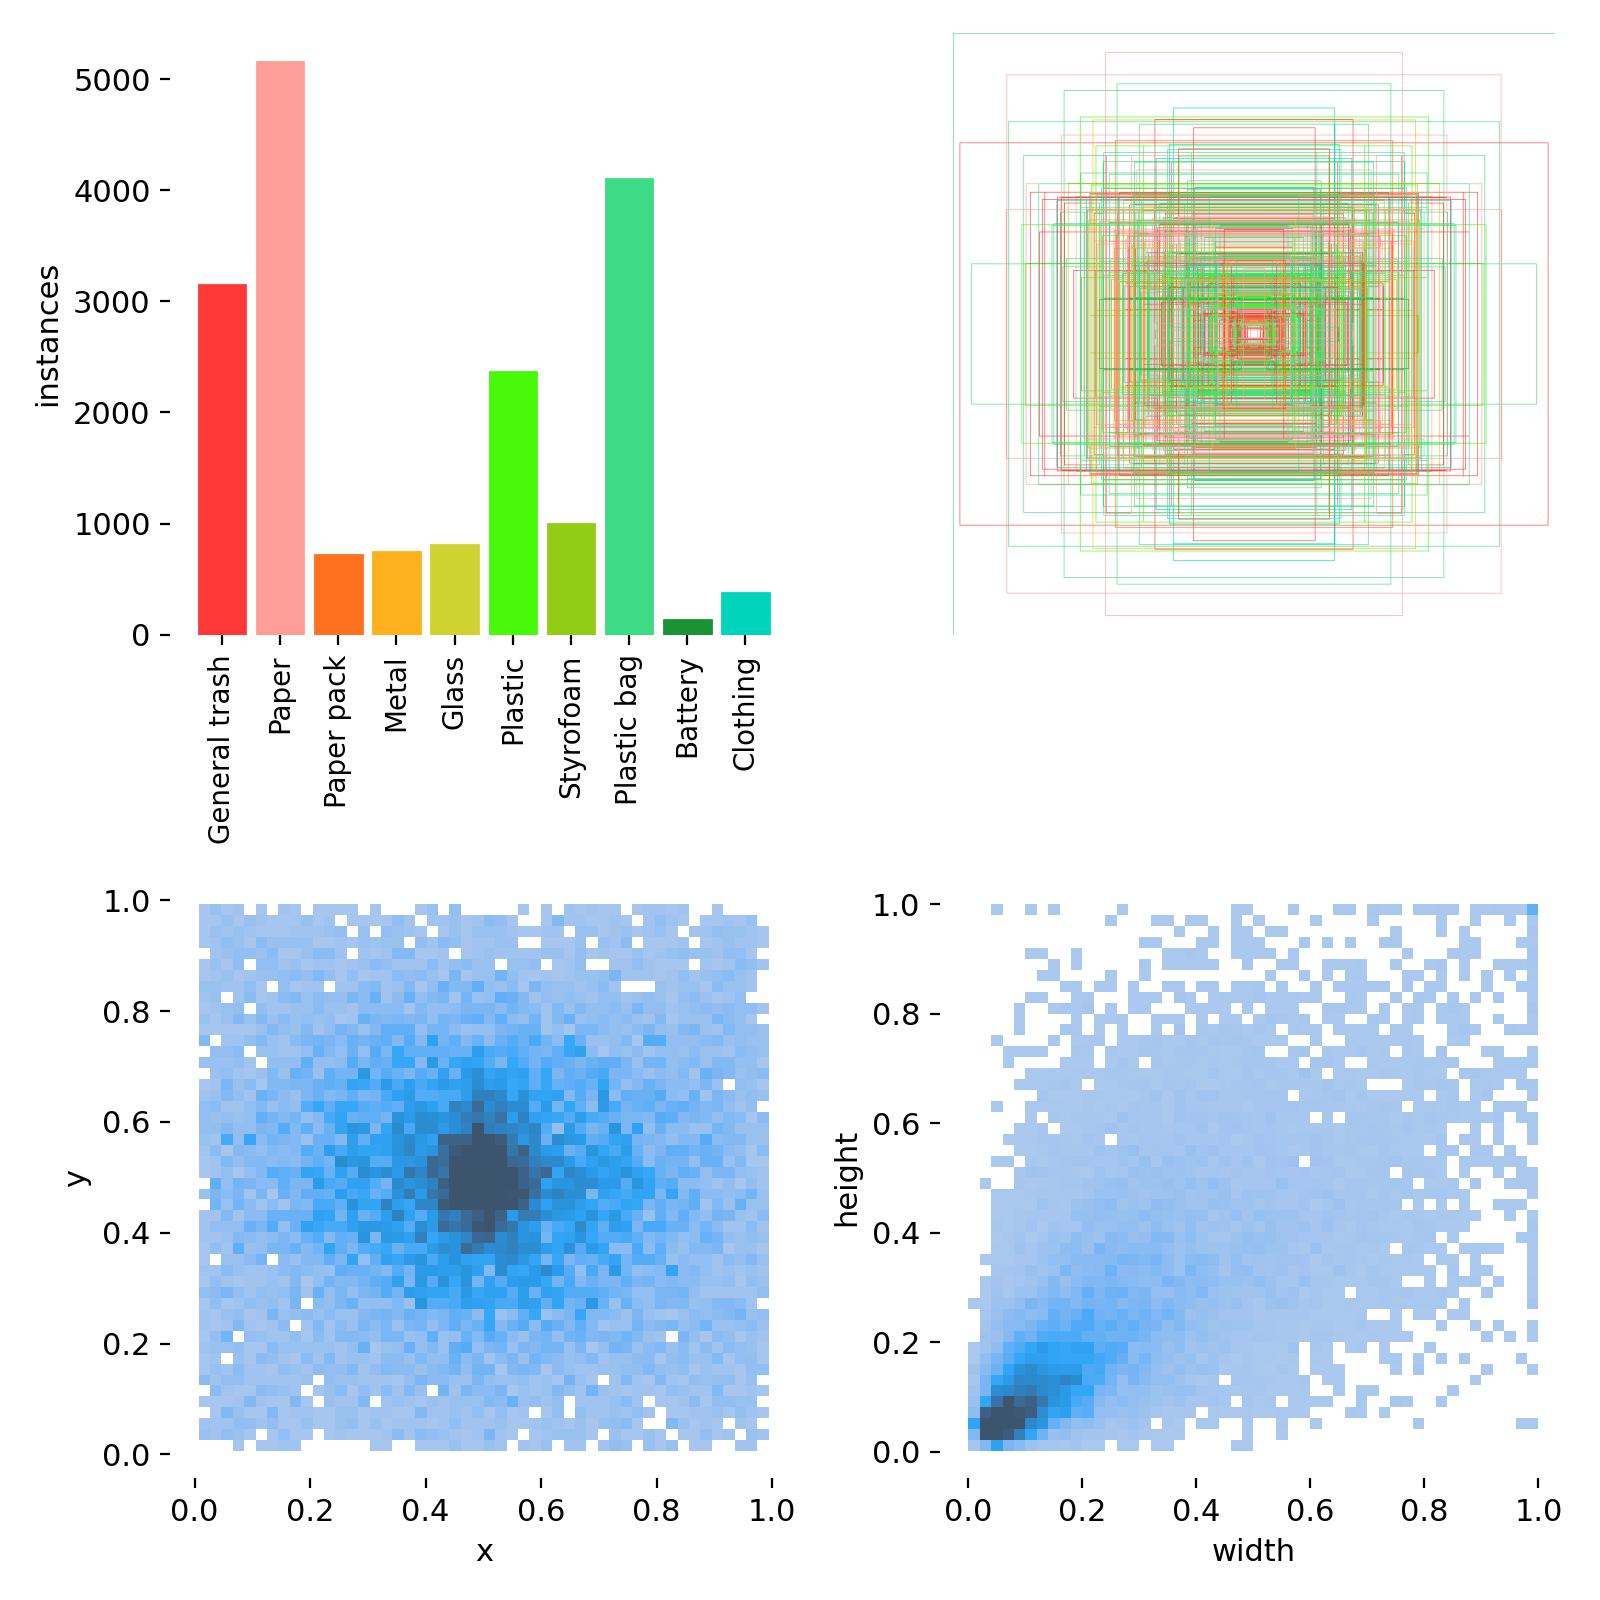 5000
4000
3000
2000
1000
0
instances
General trash
Paper
Paper pack
Metal
Glass
Plastic
Styrofoam
Plastic bag
Battery
Clothing
1.0
0.8
0.6
0.4
0.2
0.0
y
0.0 0.2 0.4 0.6 0.8 1.0
x
1.0
0.8
0.6
0.4
0.2
0.0
height
0.0 0.2 0.4 0.6 0.8 1.0
width